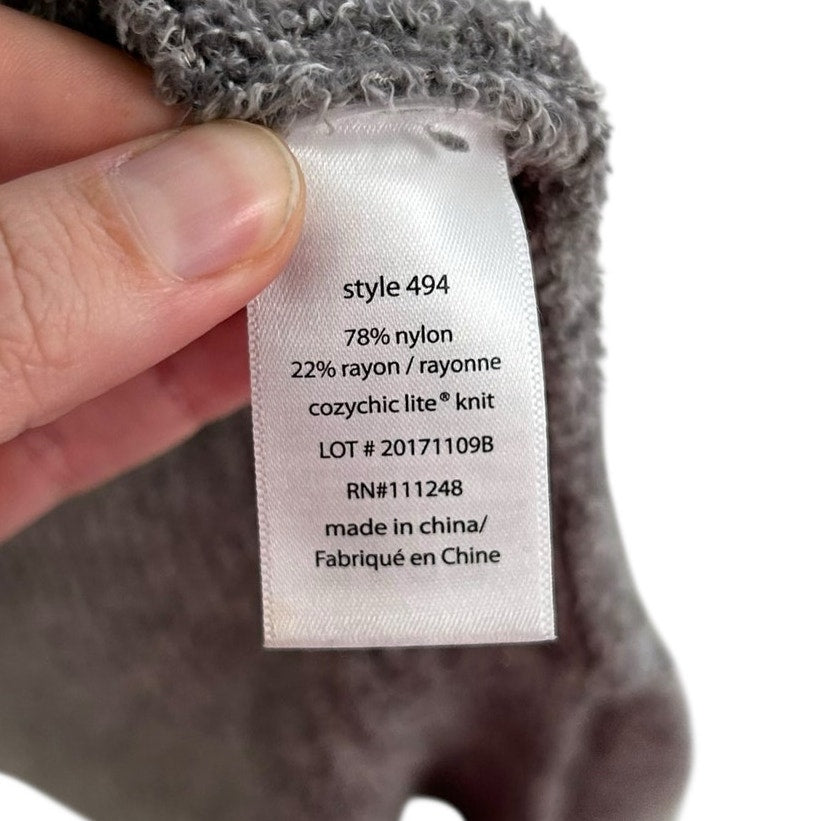 style 494
78% nylon
22% rayon / rayonne
cozychic lite® knit
LOT # 20171109B
RN#111248
made in china/
Fabriqué en Chine